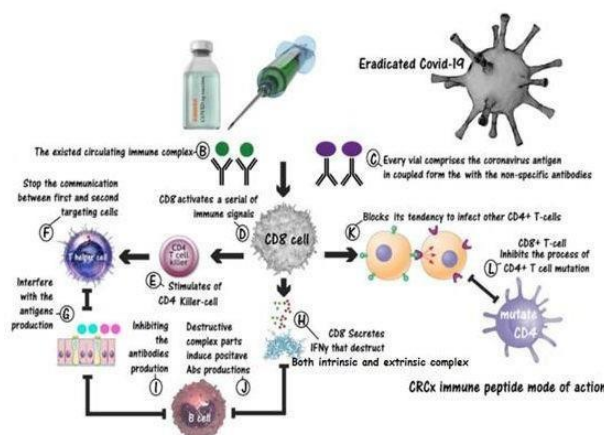 Eradicated Covid-19
The existed circulating immune complex
B
C
Every vial comprises the coronavirus antigen
in coupled form the with the non-specific antibodies
Stop the communication
between first and second
targeting cells
F
CD8 activates a serial of
immune signals
D
CD8 cell
K
Blocks its tendency to infect other CD4+ T-cells
T helper cell
CD4
T cell
killer
E
Stimulates of
CD4 Killer-cell
CD8+ T-cell
Inhibits the process of
L
CD4+ T cell mutation
Interfere
with the
antigens
production
G
mutate
CD4
Inhibiting
the
antibodies
prodution
I
Destructive
complex parts
induce positave
Abs productions
J
H
CD8 Secretes
IFNγ that destruct
Both intrinsic and extrinsic complex
B cell
CRCx immune peptide mode of action